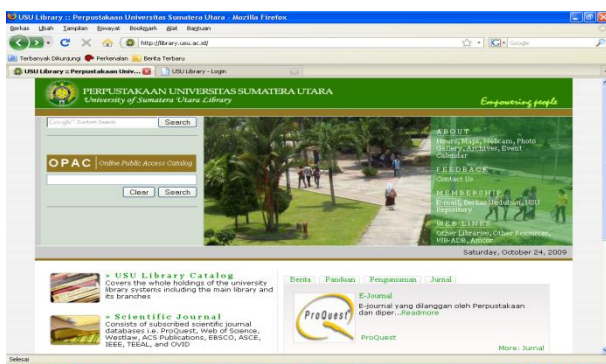 USU Library :: Perpustakaan Universitas Sumatera Utara - Mozilla Firefox
Berkas Ubah Tampilan Riwayat Bookmark Alat Bantuan
http://library.usu.ac.id/
Google
Terbanyak Dikunjungi Perkenalan Berita Terbaru
USU Library :: Perpustakaan Univ... USU Library - Login
PERPUSTAKAAN UNIVERSITAS SUMATERA UTARA
University of Sumatera Utara Library
Empowering people
Google™ Custom Search Search
OPAC Online Public Access Catalog
Clear Search
ABOUT
Hours, Maps, Webcam, Photo
Gallery, Archives, Event
Calendar
FEEDBACK
Contact Us
MEMBERSHIP
E-mail, Berkas Unduhan, USU
Repository
WEB LINKS
Other Libraries, Other Resources,
Saturday, October 24, 2009
» USU Library Catalog
Covers the whole holdings of the university
library systems including the main library and
its branches
» Scientific Journal
Consists of subscribed scientific journal
databases i.e. ProQuest, Web of Science,
Westlaw, ACS Publications, EBSCO, ASCE,
IEEE, TEEAL, and OVID
Berita Panduan Pengumuman Jurnal
E-Journal
E-journal yang dilanggan oleh Perpustakaan
dan diper...Readmore
ProQuest
ProQuest
More: Jurnal
Selesai